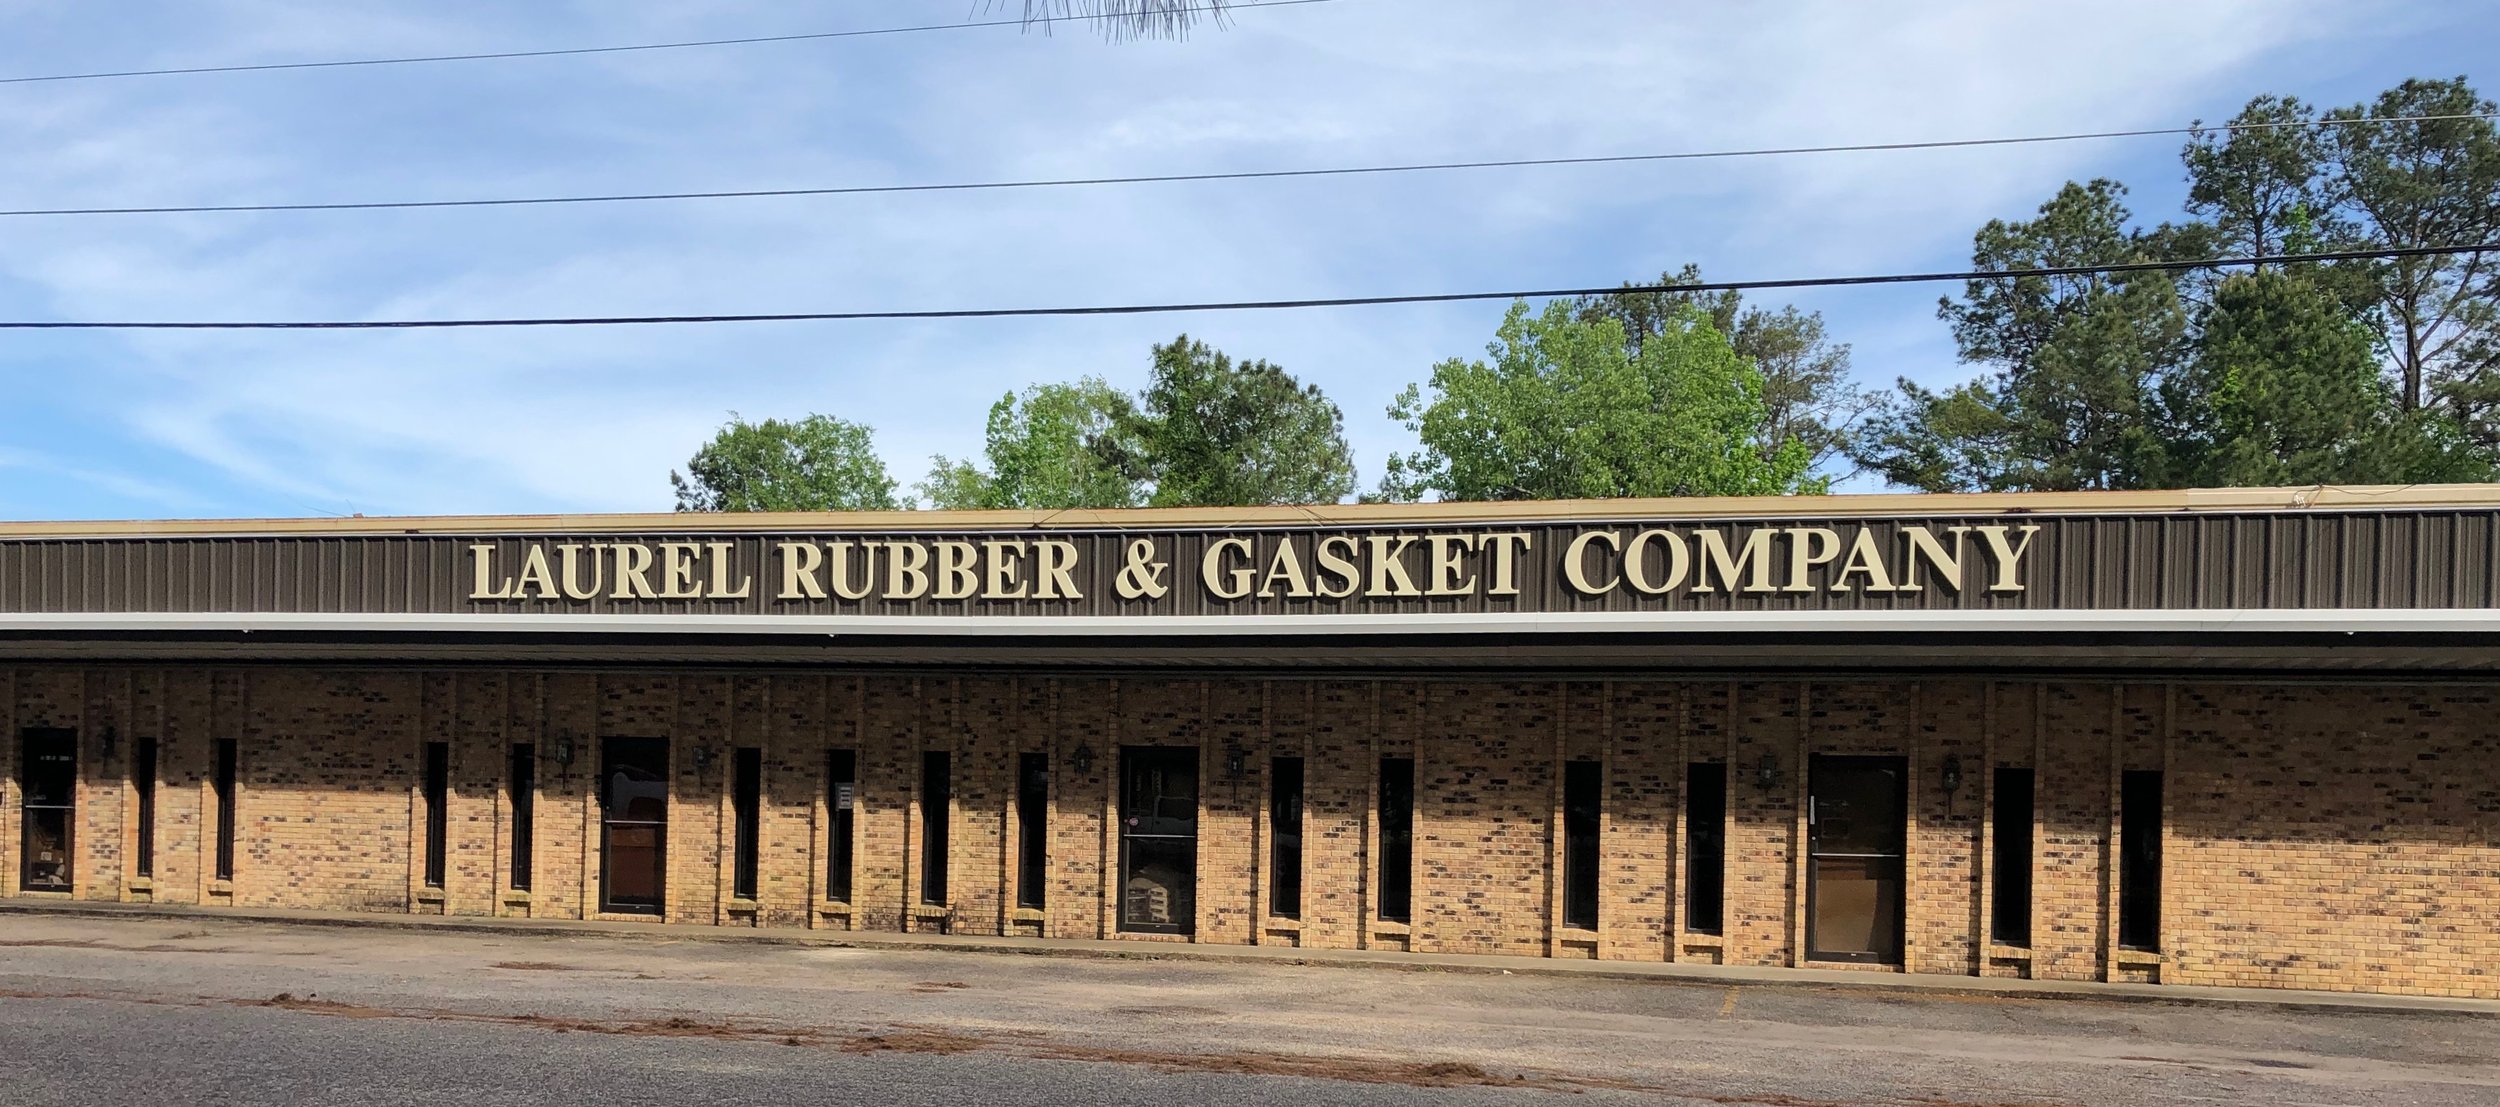 LAUREL RUBBER & GASKET COMPANY